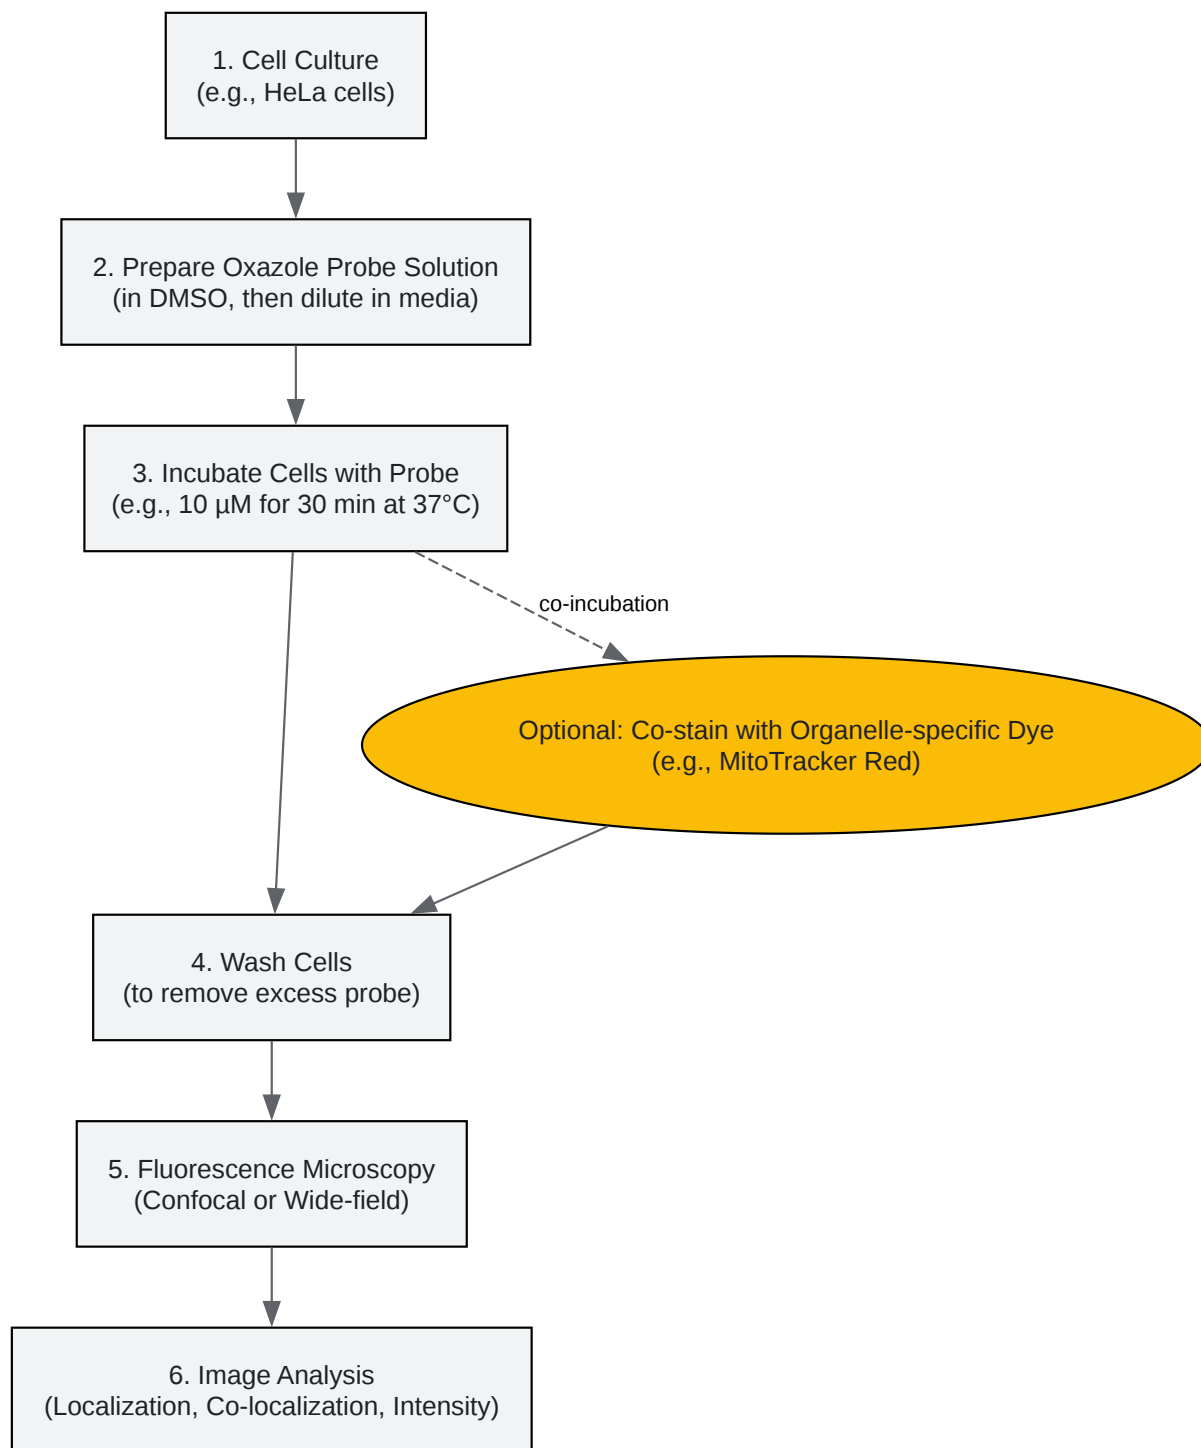 1. Cell Culture
(e.g., HeLa cells)
2. Prepare Oxazole Probe Solution
(in DMSO, then dilute in media)
3. Incubate Cells with Probe
(e.g., 10 µM for 30 min at 37°C)
co-incubation
Optional: Co-stain with Organelle-specific Dye
(e.g., MitoTracker Red)
4. Wash Cells
(to remove excess probe)
5. Fluorescence Microscopy
(Confocal or Wide-field)
6. Image Analysis
(Localization, Co-localization, Intensity)